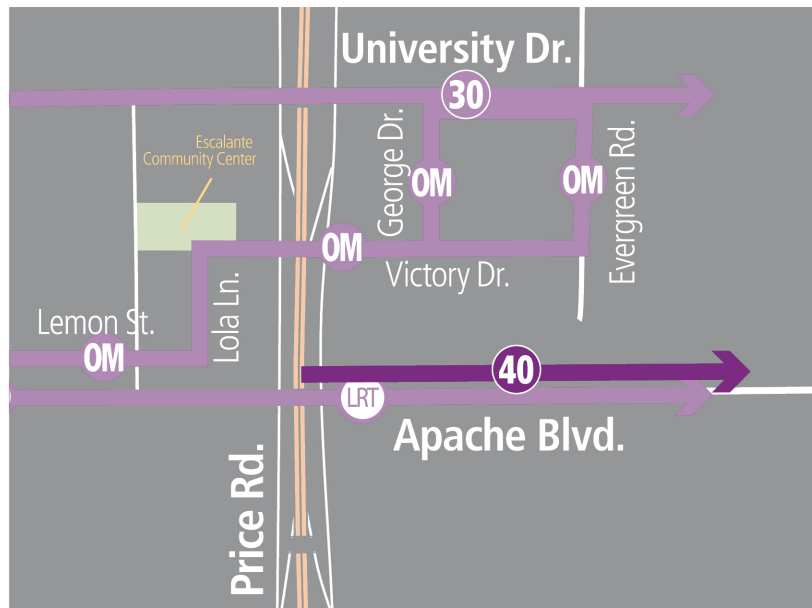 University Dr.
30
Escalante
Community Center
George Dr.
OM
OM
Evergreen Rd.
OM
Victory Dr.
Lola Ln.
Lemon St.
OM
40
LRT
Apache Blvd.
Price Rd.